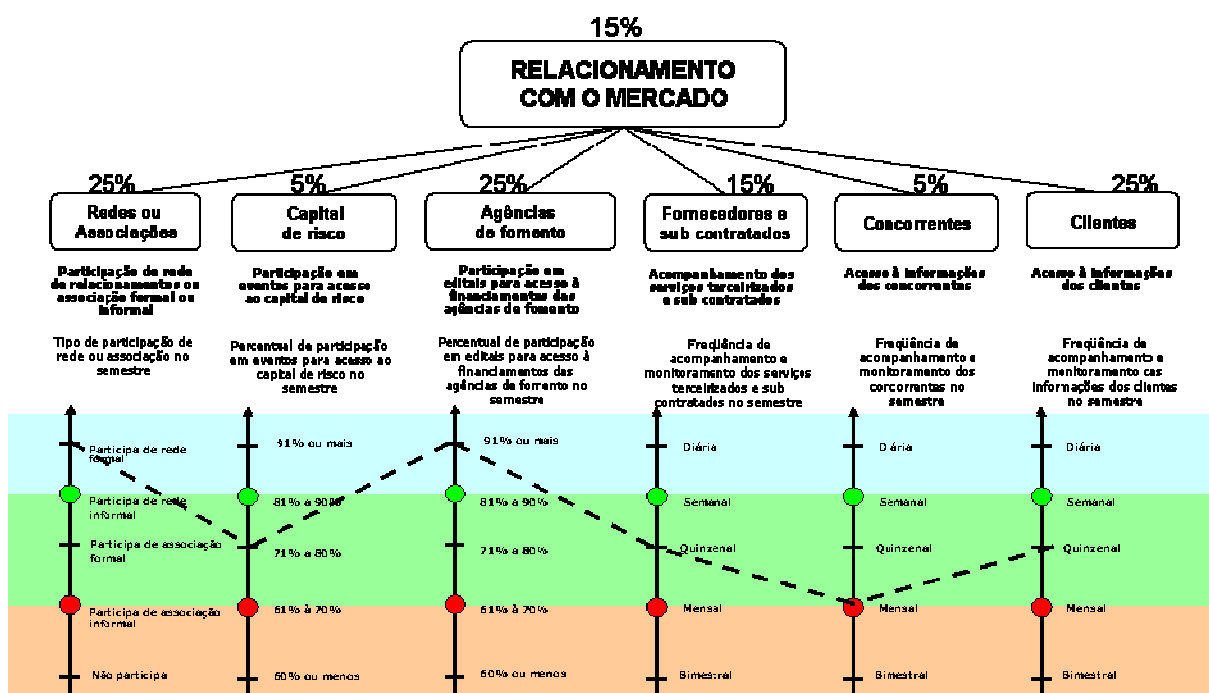 15%
RELACIONAMENTO
COM O MERCADO
25%
Redes ou
Associações
Participação de rede
de relacionamentos ou
associação formal ou
informal
Tipo de participação de
rede ou associação no
semestre
Participa de rede
formal
Participa de rede
informal
Participa de associação
formal
Participa de associação
informal
Não participa
5%
Capital
de risco
Participação em
eventos para acesso
ao capital de risco
Percentual de participação
em eventos para acesso ao
capital de risco no
semestre
91% ou mais
81% a 90%
71% a 80%
61% à 70%
60% ou menos
25%
Agências
de fomento
Participação em
editais para acesso à
financiamentos das
agências de fomento
Percentual de participação
em editais para acesso à
financiamentos das
agências de fomento no
semestre
91% ou mais
81% a 90%
71% a 80%
61% à 70%
60% ou menos
15%
Fornecedores e
sub contratados
Acompanhamento dos
serviços terceirizados
e sub contratados
Freqüência de
acompanhamento e
monitoramento dos serviços
terceirizados e sub
contratados no semestre
Diária
Semanal
Quinzenal
Mensal
Bimestral
5%
Concorrentes
Acesso à informações
dos concorrentes
Freqüência de
acompanhamento e
monitoramento dos
corcorrentes no
semestre
Diária
Semanal
Quinzenal
Mensal
Bimestral
25%
Clientes
Acesso à informações
dos clientes
Freqüência de
acompanhamento e
monitoramento cas
informações dos clientes
no semestre
Diária
Semanal
Quinzenal
Mensal
Bimestral